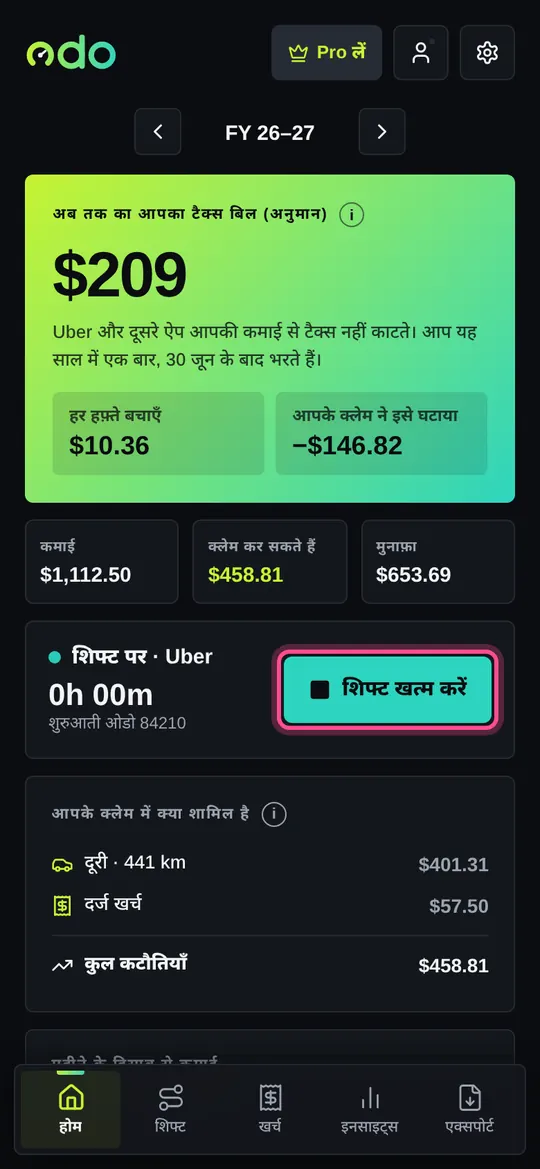 odo
Pro लें
FY 26–27
अब तक का आपका टैक्स बिल (अनुमान) i
$209
Uber और दूसरे ऐप आपकी कमाई से टैक्स नहीं काटते। आप यह
साल में एक बार, 30 जून के बाद भरते हैं।
हर हफ़्ते बचाएँ
$10.36
आपके क्लेम ने इसे घटाया
−$146.82
कमाई
$1,112.50
क्लेम कर सकते हैं
$458.81
मुनाफ़ा
$653.69
शिफ्ट पर · Uber
0h 00m
शुरुआती ओडो 84210
शिफ्ट खत्म करें
आपके क्लेम में क्या शामिल है i
दूरी · 441 km $401.31
दर्ज खर्च $57.50
कुल कटौतियाँ $458.81
महीने के हिसाब से कमाई
होम
शिफ्ट
खर्च
इनसाइट्स
एक्सपोर्ट